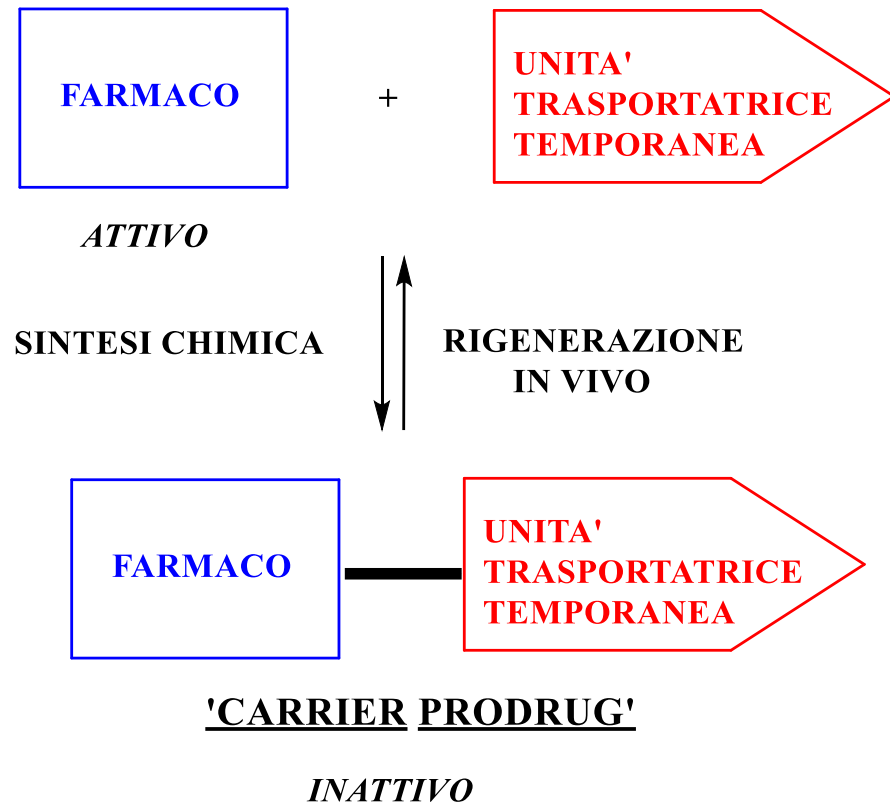 FARMACO
+
UNITA'
TRASPORTATRICE
TEMPORANEA
ATTIVO
SINTESI CHIMICA
RIGENERAZIONE
IN VIVO
FARMACO
UNITA'
TRASPORTATRICE
TEMPORANEA
'CARRIER PRODRUG'
INATTIVO